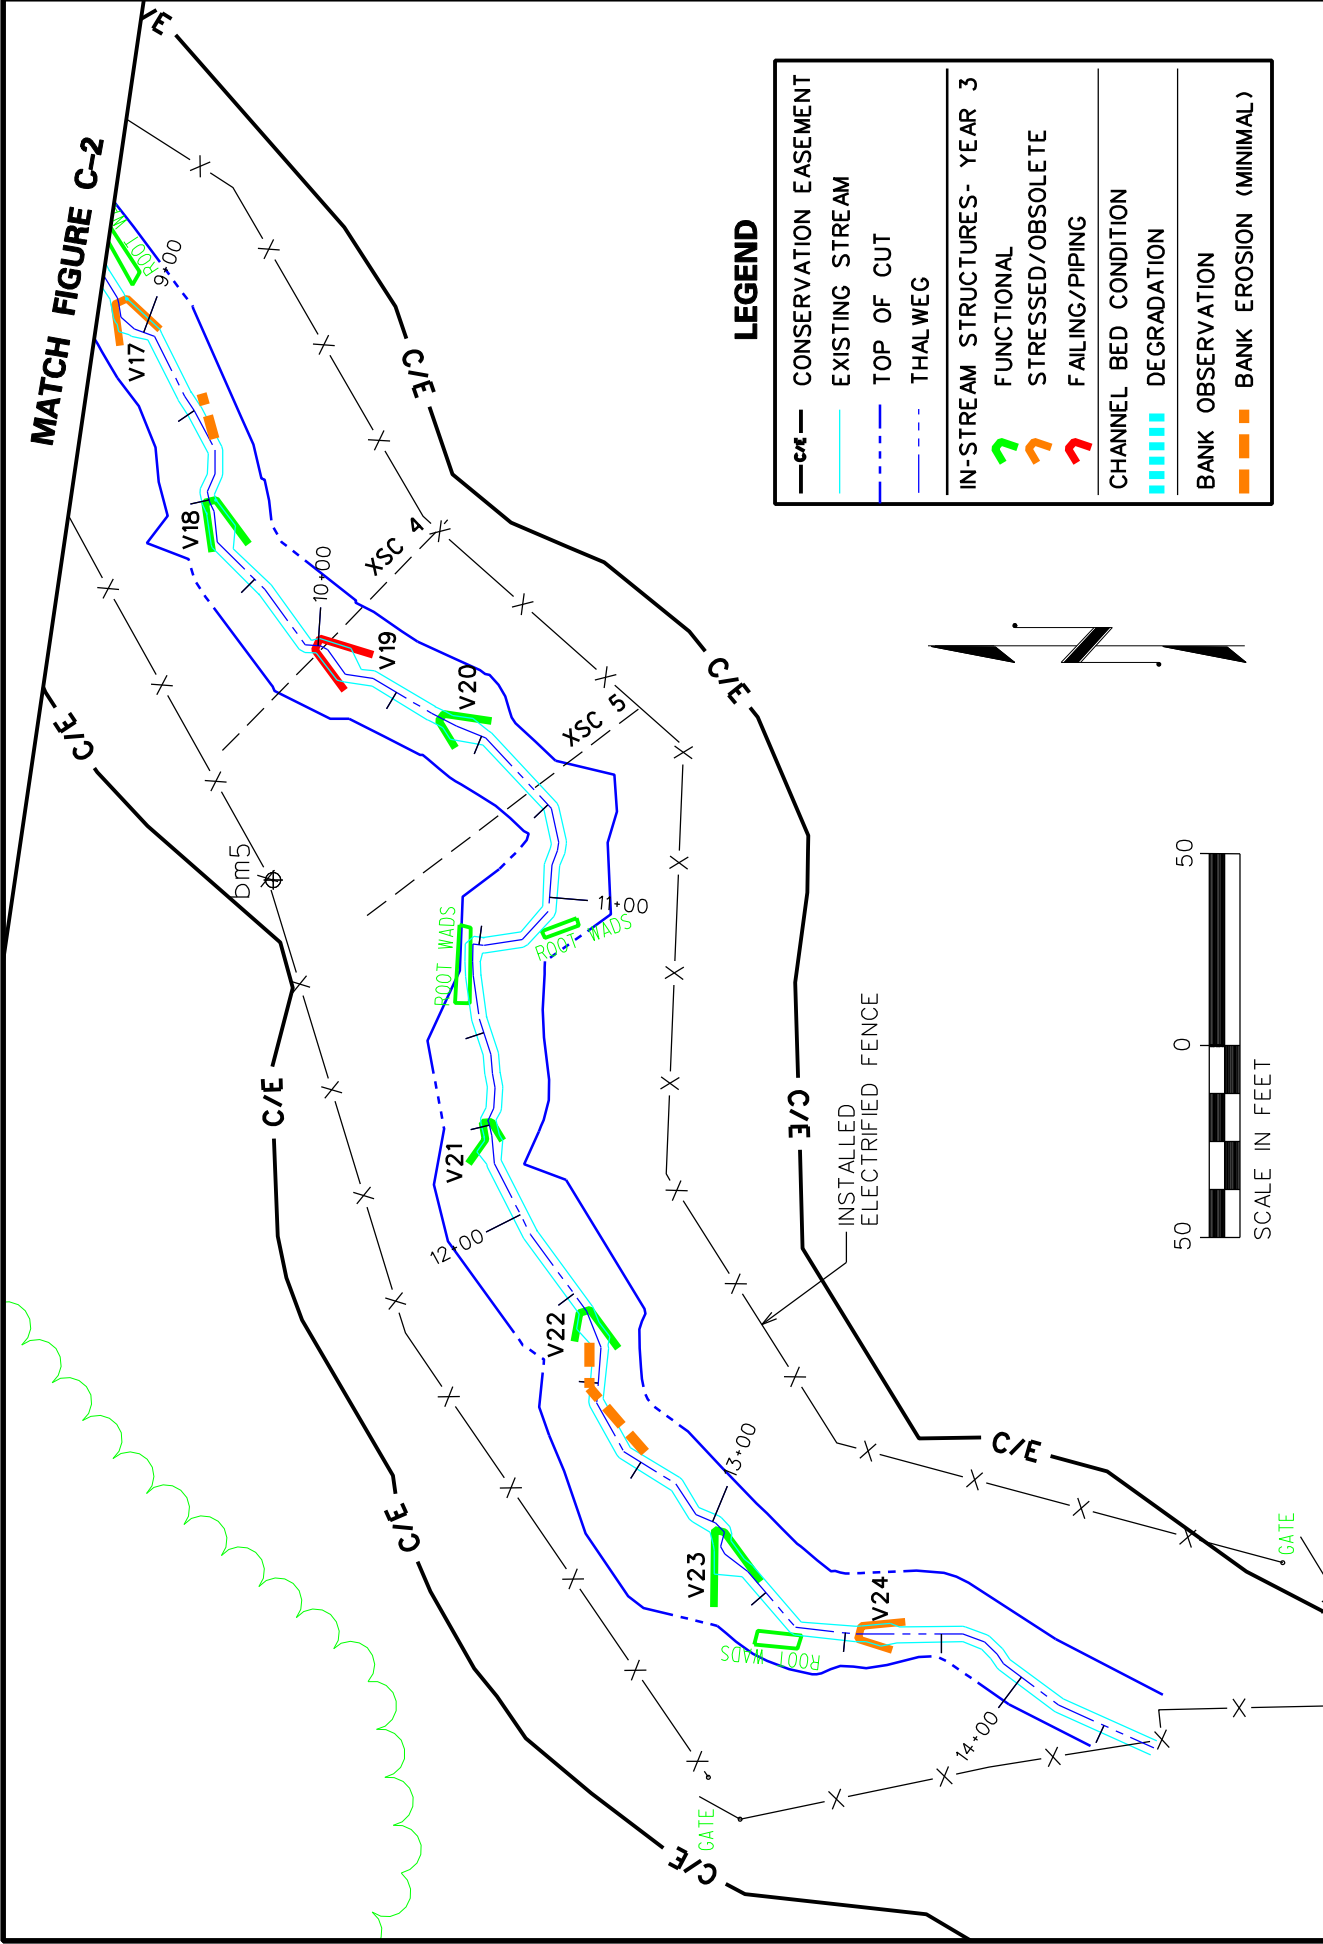 MATCH FIGURE C-2
C/E
ROOT W
9+00
V17
C/E
V18
XSC 4
10+00
V19
V20
XSC 5
C/E
C/E
bm5
11+00
ROOT WADS
ROOT WADS
C/E
V21
12+00
C/E
INSTALLED
ELECTRIFIED FENCE
V22
13+00
C/E
C/E
V23
V24
ROOT WADS
14+00
GATE
GATE
C/E
LEGEND
C/E CONSERVATION EASEMENT
EXISTING STREAM
TOP OF CUT
THALWEG
IN-STREAM STRUCTURES- YEAR 3
FUNCTIONAL
STRESSED/OBSOLETE
FAILING/PIPING
CHANNEL BED CONDITION
DEGRADATION
BANK OBSERVATION
BANK EROSION (MINIMAL)
50 0 50
SCALE IN FEET